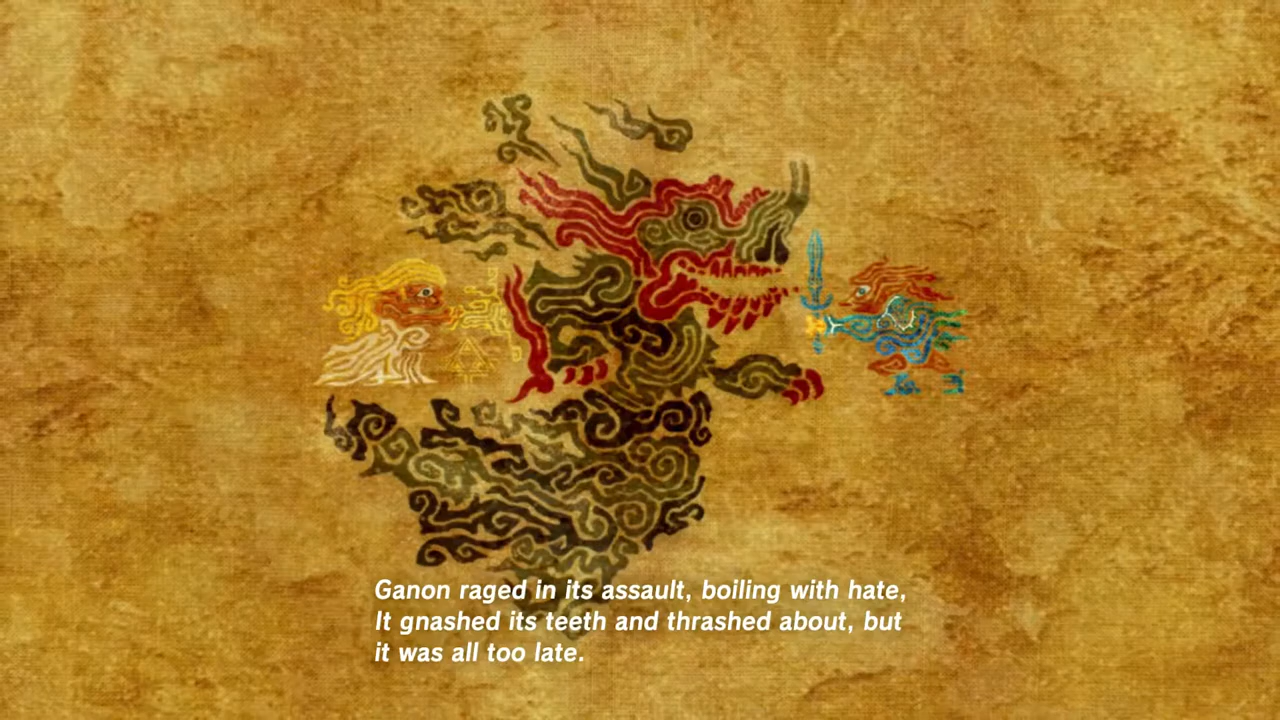 Ganon raged in its assault, boiling with hate,
It gnashed its teeth and thrashed about, but
it was all too late.